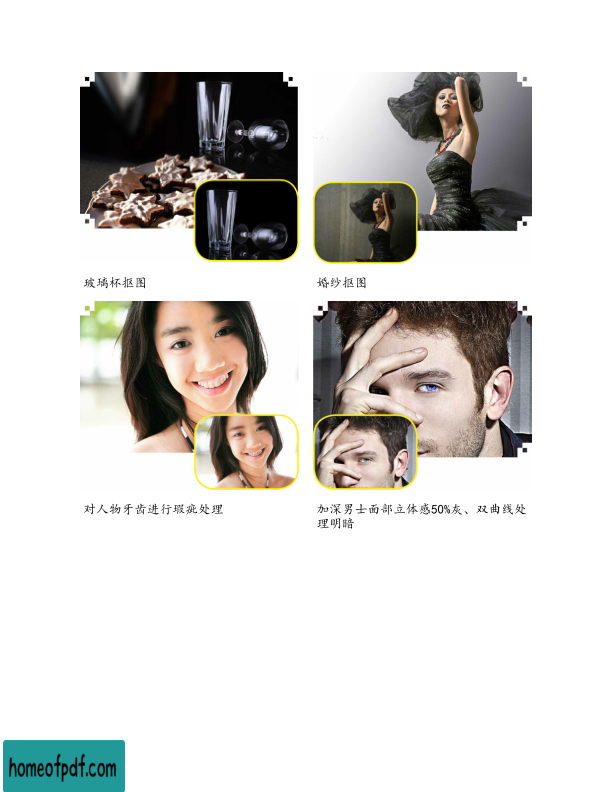 玻璃杯抠图
婚纱抠图
对人物牙齿进行瑕疵处理
加深男士面部立体感50%灰、双曲线处
理明暗
homeofpdf.com